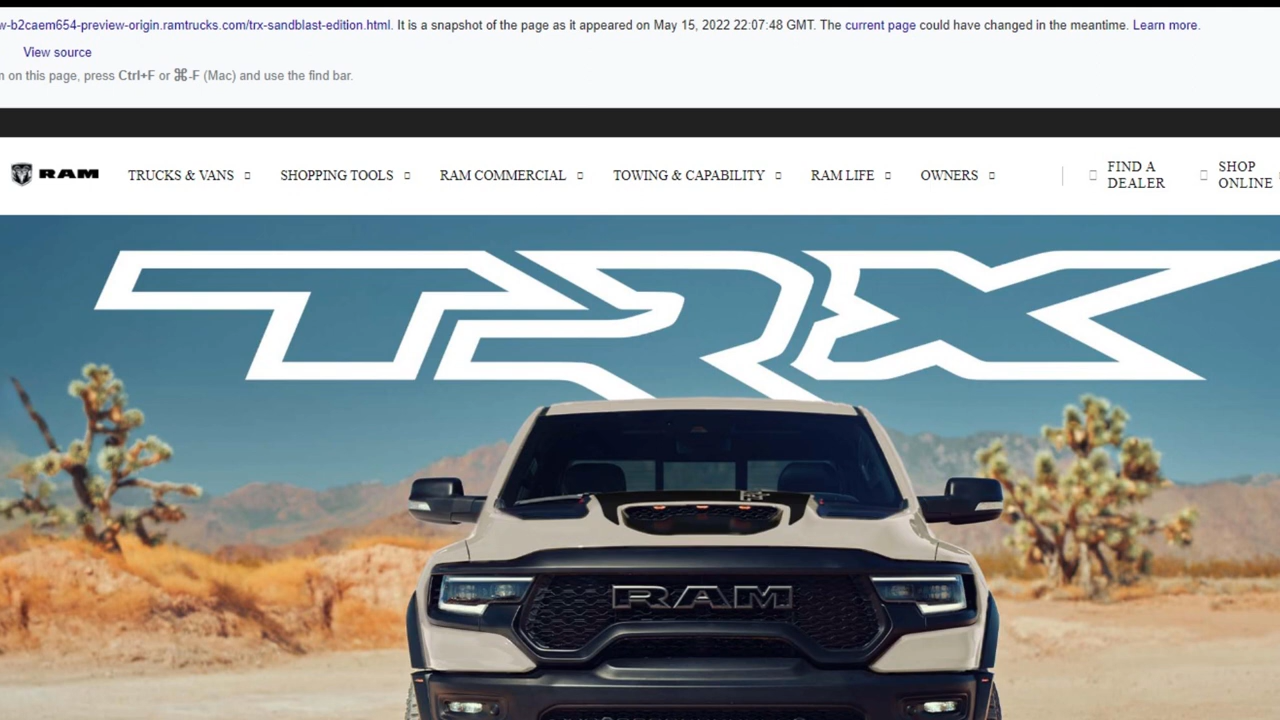 w-b2caem654-preview-origin.ramtrucks.com/trx-sandblast-edition.html. It is a snapshot of the page as it appeared on May 15, 2022 22:07:48 GMT. The current page could have changed in the meantime. Learn more.
View source
on this page, press Ctrl+F or ⌘-F (Mac) and use the find bar.
RAM TRUCKS & VANS SHOPPING TOOLS RAM COMMERCIAL TOWING & CAPABILITY RAM LIFE OWNERS
FIND A
DEALER
SHOP
ONLINE
TRX
RAM